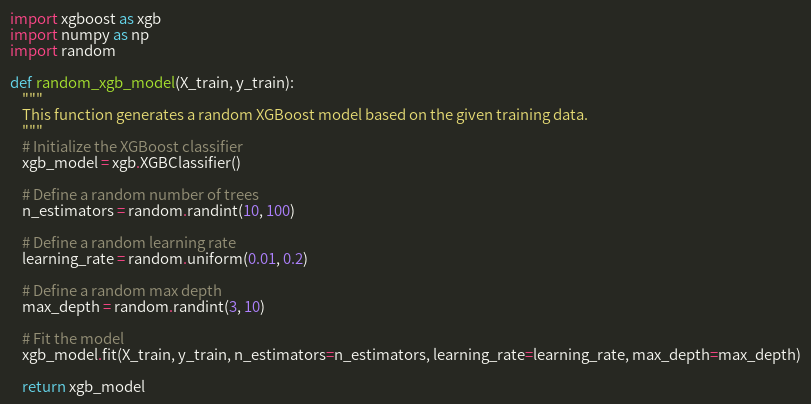 import xgboost as xgb
import numpy as np
import random

def random_xgb_model(X_train, y_train):
    """
    This function generates a random XGBoost model based on the given training data.
    """
    # Initialize the XGBoost classifier
    xgb_model = xgb.XGBClassifier()

    # Define a random number of trees
    n_estimators = random.randint(10, 100)

    # Define a random learning rate
    learning_rate = random.uniform(0.01, 0.2)

    # Define a random max depth
    max_depth = random.randint(3, 10)

    # Fit the model
    xgb_model.fit(X_train, y_train, n_estimators=n_estimators, learning_rate=learning_rate, max_depth=max_depth)

    return xgb_model